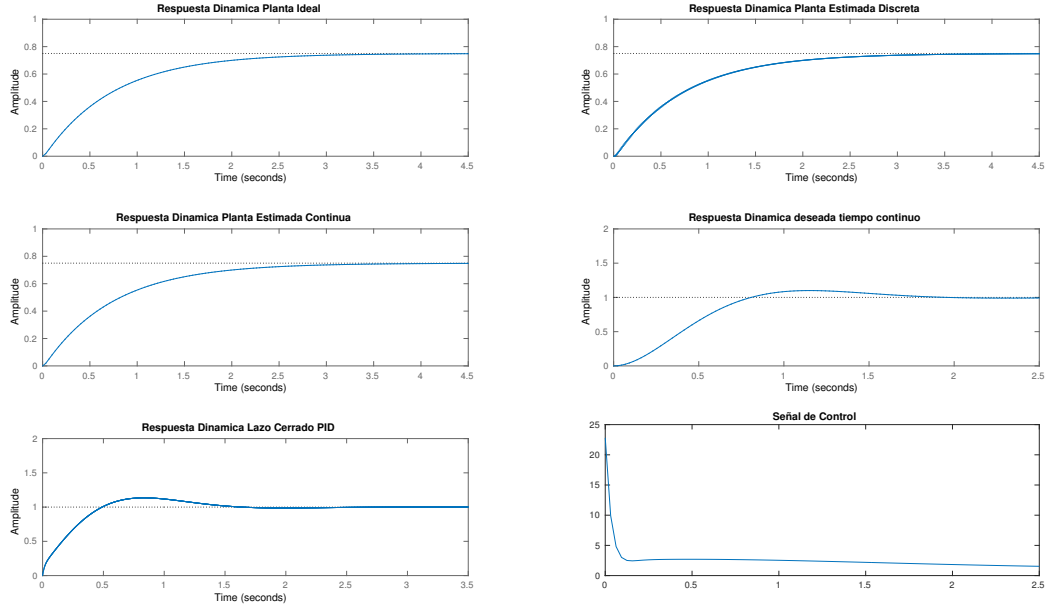 Respuesta Dinamica Planta Ideal
1
0.8
0.6
0.4
0.2
0
Amplitude
0 0.5 1 1.5 2 2.5 3 3.5 4 4.5
Time (seconds)
Respuesta Dinamica Planta Estimada Discreta
1
0.8
0.6
0.4
0.2
0
Amplitude
0 0.5 1 1.5 2 2.5 3 3.5 4 4.5
Time (seconds)
Respuesta Dinamica Planta Estimada Continua
1
0.8
0.6
0.4
0.2
0
Amplitude
0 0.5 1 1.5 2 2.5 3 3.5 4 4.5
Time (seconds)
Respuesta Dinamica deseada tiempo continuo
2
1.5
1
0.5
0
Amplitude
0 0.5 1 1.5 2 2.5
Time (seconds)
Respuesta Dinamica Lazo Cerrado PID
2
1.5
1
0.5
0
Amplitude
0 0.5 1 1.5 2 2.5 3 3.5
Time (seconds)
Señal de Control
25
20
15
10
5
0
0 0.5 1 1.5 2 2.5